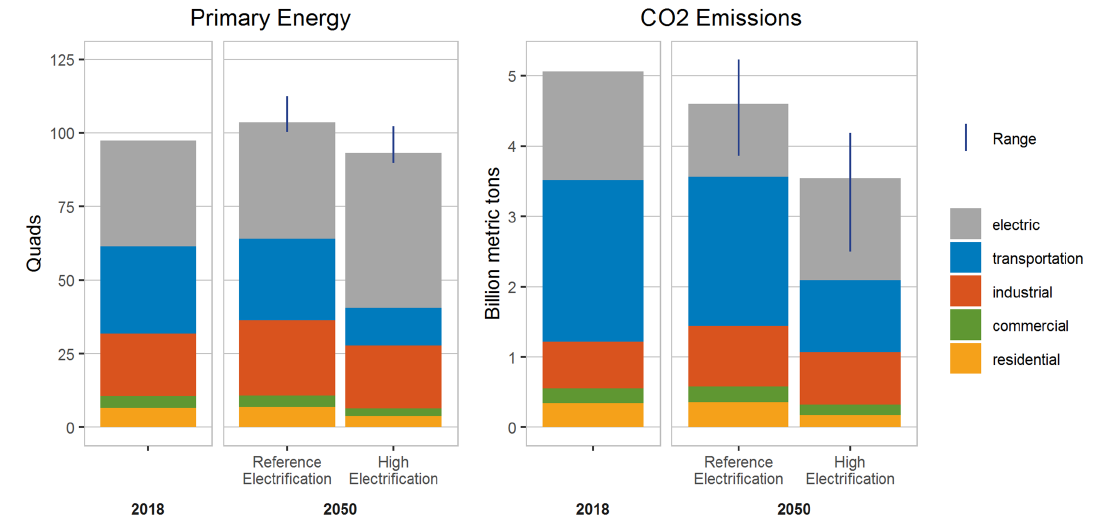 Primary Energy
CO2 Emissions
Quads
125
100
75
50
25
0
Reference
Electrification
High
Electrification
2018
2050
Billion metric tons
5
4
3
2
1
0
Reference
Electrification
High
Electrification
2018
2050
Range
electric
transportation
industrial
commercial
residential